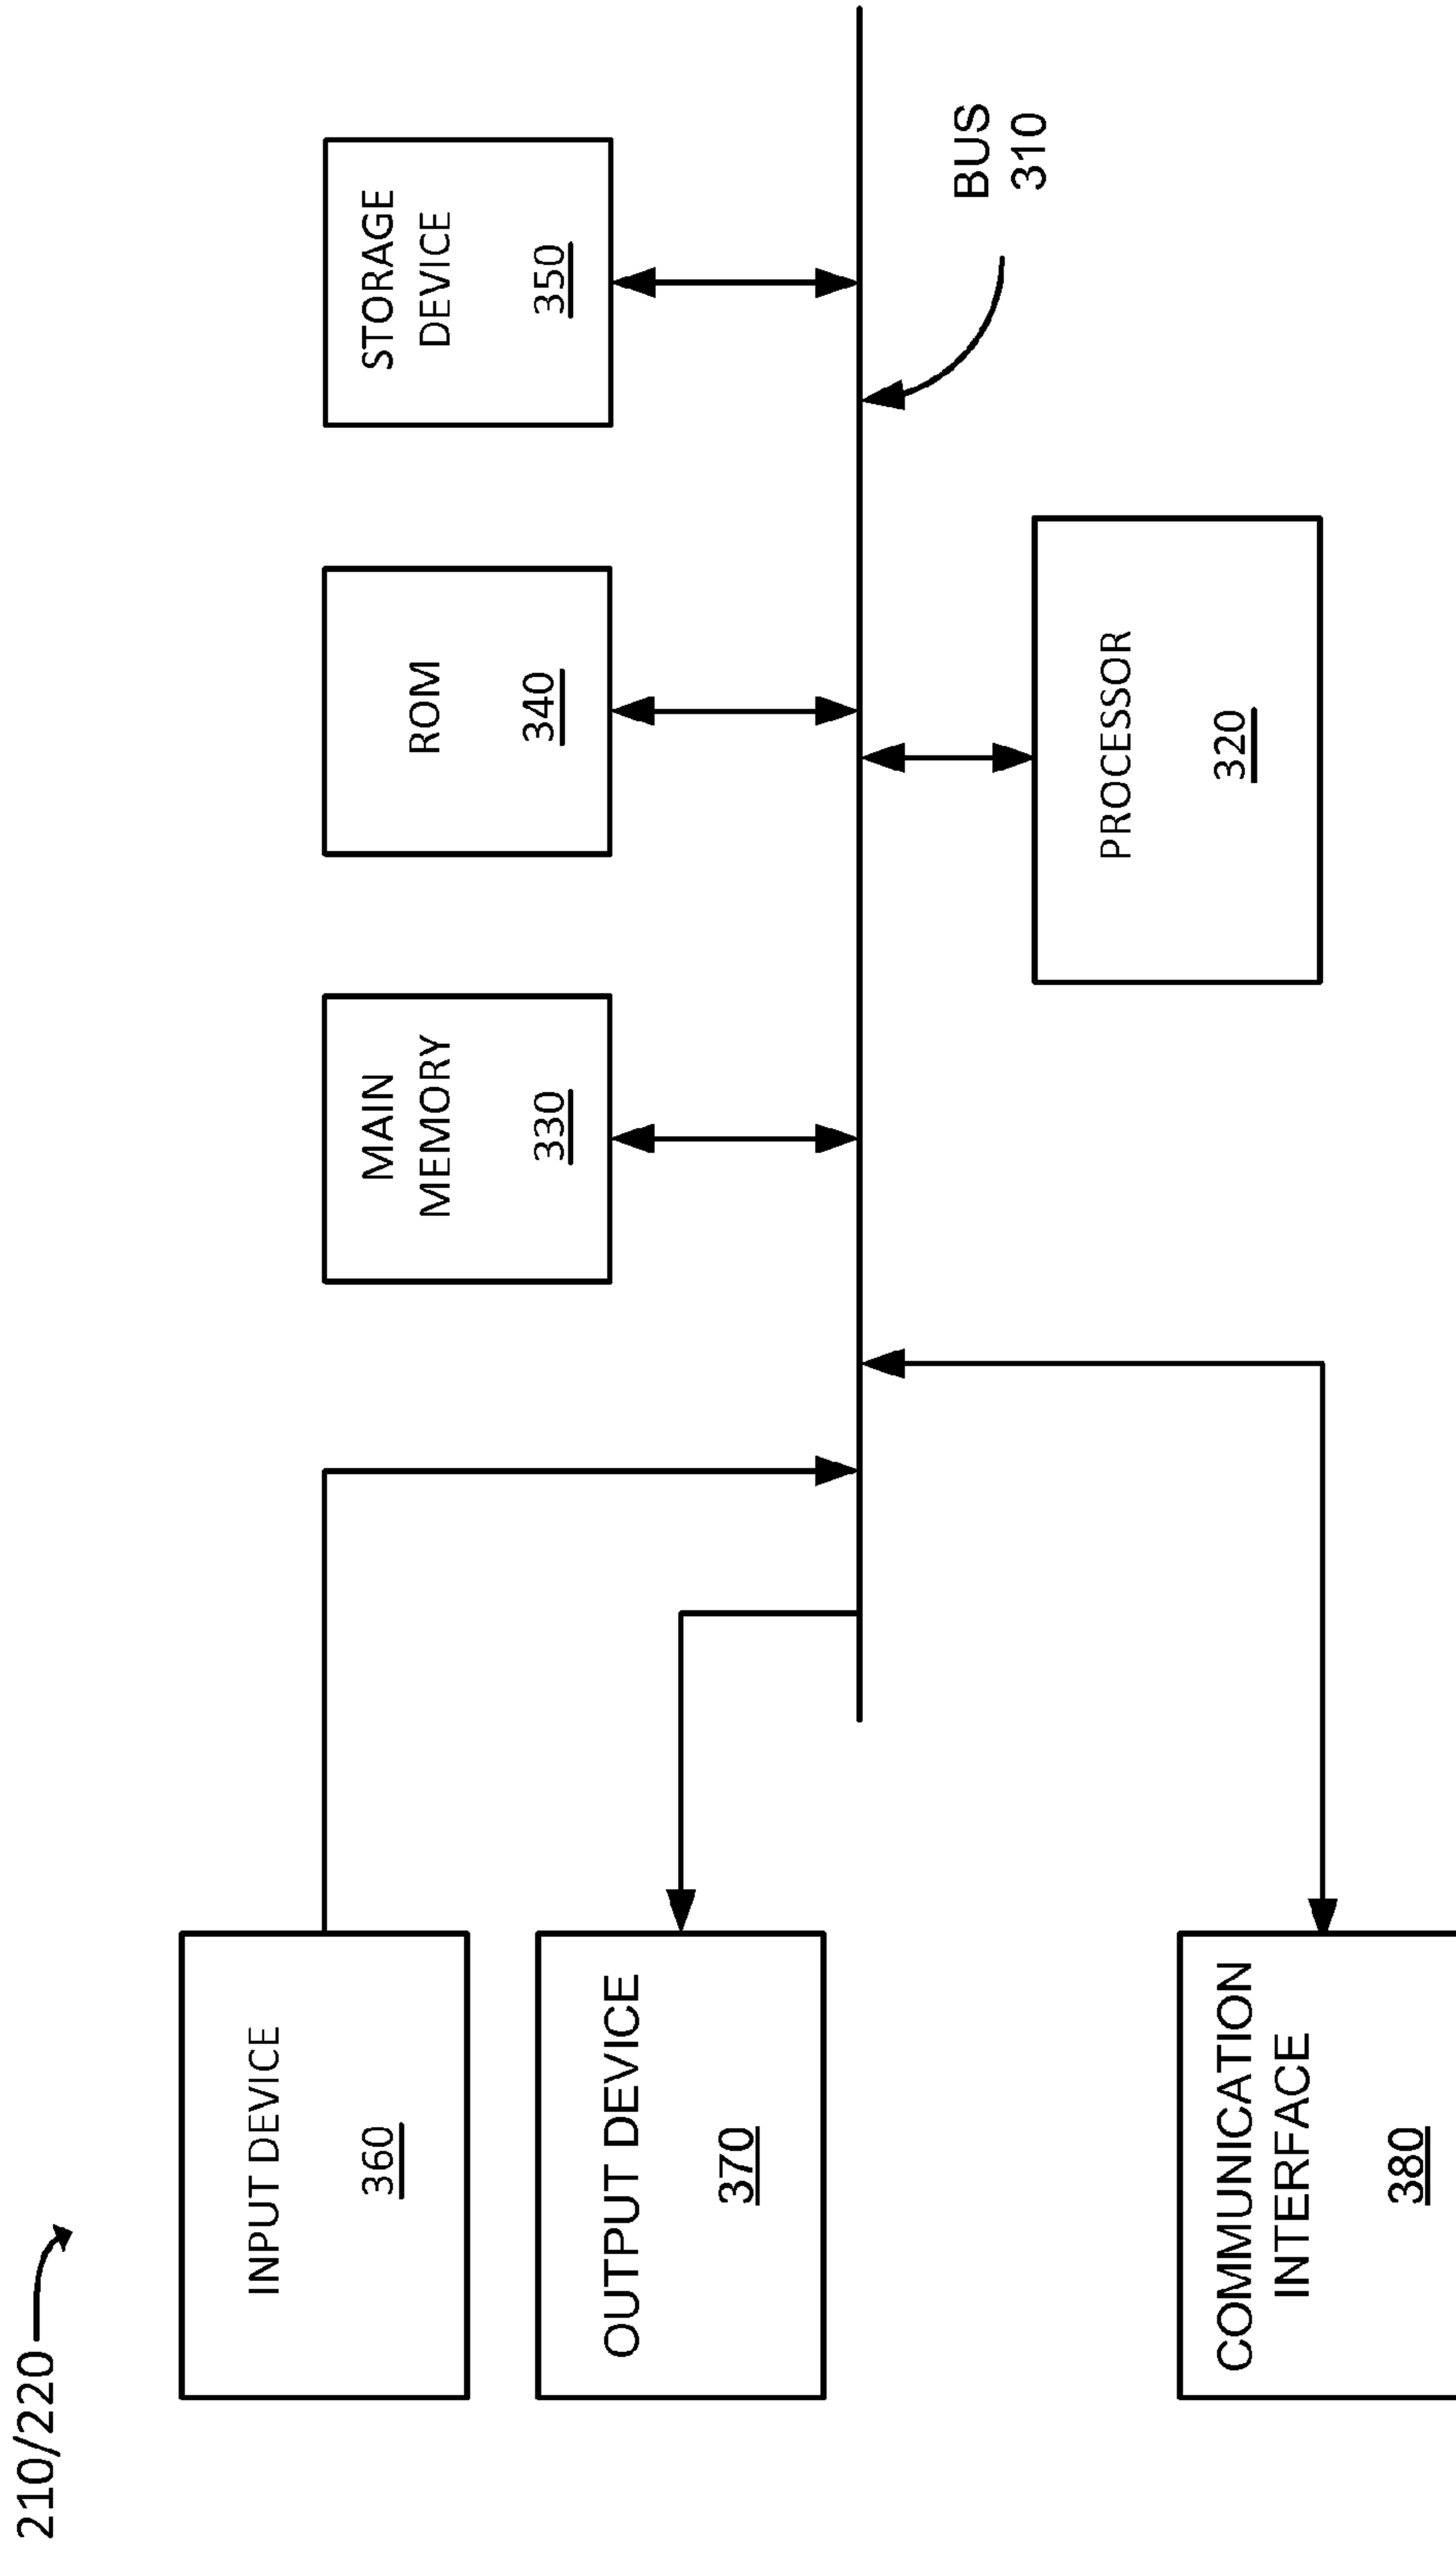 210/220
INPUT DEVICE
360
OUTPUT DEVICE
370
COMMUNICATION
INTERFACE
380
MAIN
MEMORY
330
ROM
340
STORAGE
DEVICE
350
PROCESSOR
320
BUS
310